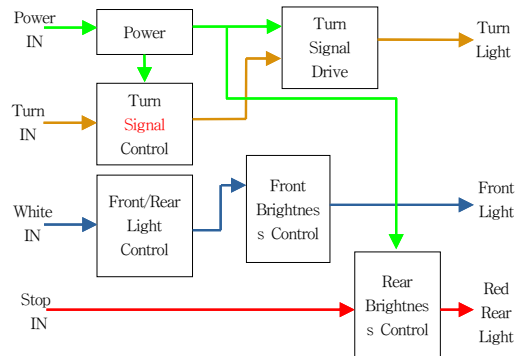 Power
IN
Power
Turn
Signal
Drive
Turn
Light
Turn
IN
Turn
Signal
Control
White
IN
Front/Rear
Light
Control
Front
Brightnes
s Control
Front
Light
Stop
IN
Rear
Brightnes
s Control
Red
Rear
Light